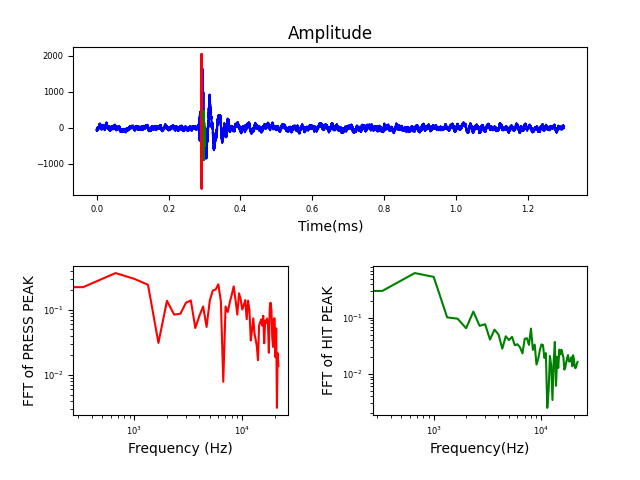 Amplitude
2000
1000
0
−1000
0.0 0.2 0.4 0.6 0.8 1.0 1.2
Time(ms)
FFT of PRESS PEAK
10⁻¹
10⁻²
10³ 10⁴
Frequency (Hz)
FFT of HIT PEAK
10⁻¹
10⁻²
10³ 10⁴
Frequency(Hz)